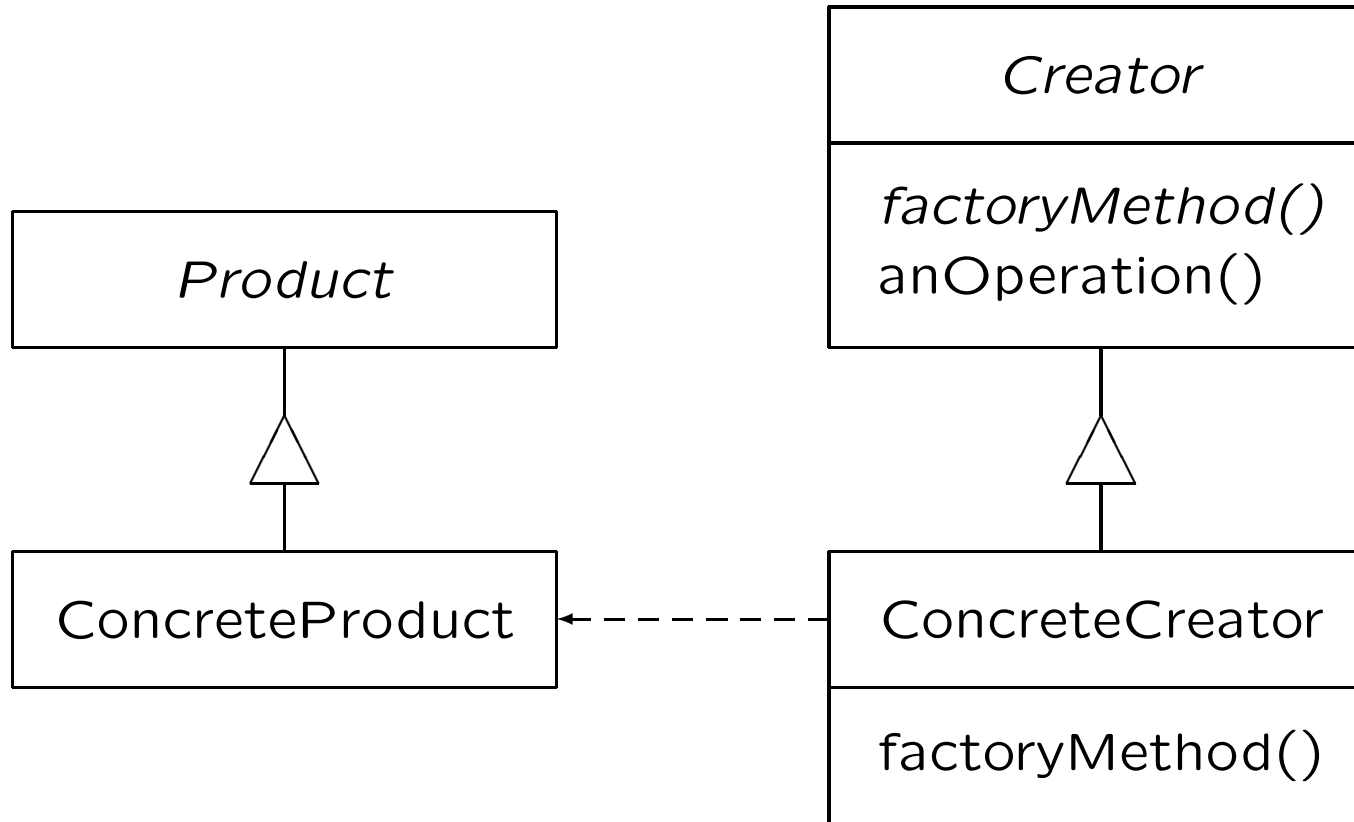 Creator
factoryMethod()
anOperation()
Product
ConcreteProduct
ConcreteCreator
factoryMethod()